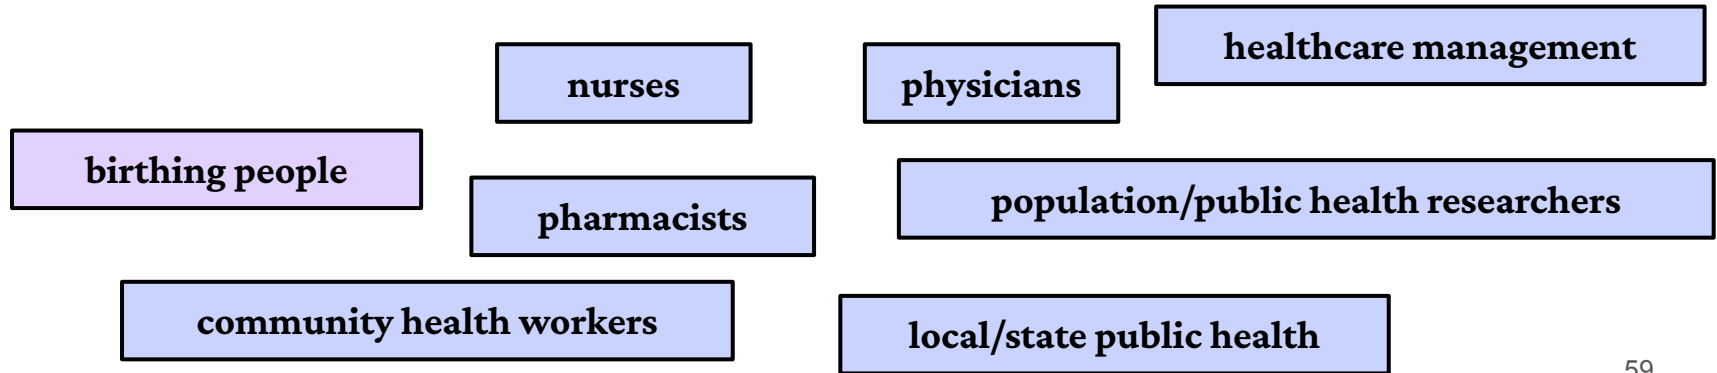 healthcare management
nurses
physicians
birthing people
population/public health researchers
pharmacists
community health workers
local/state public health
59